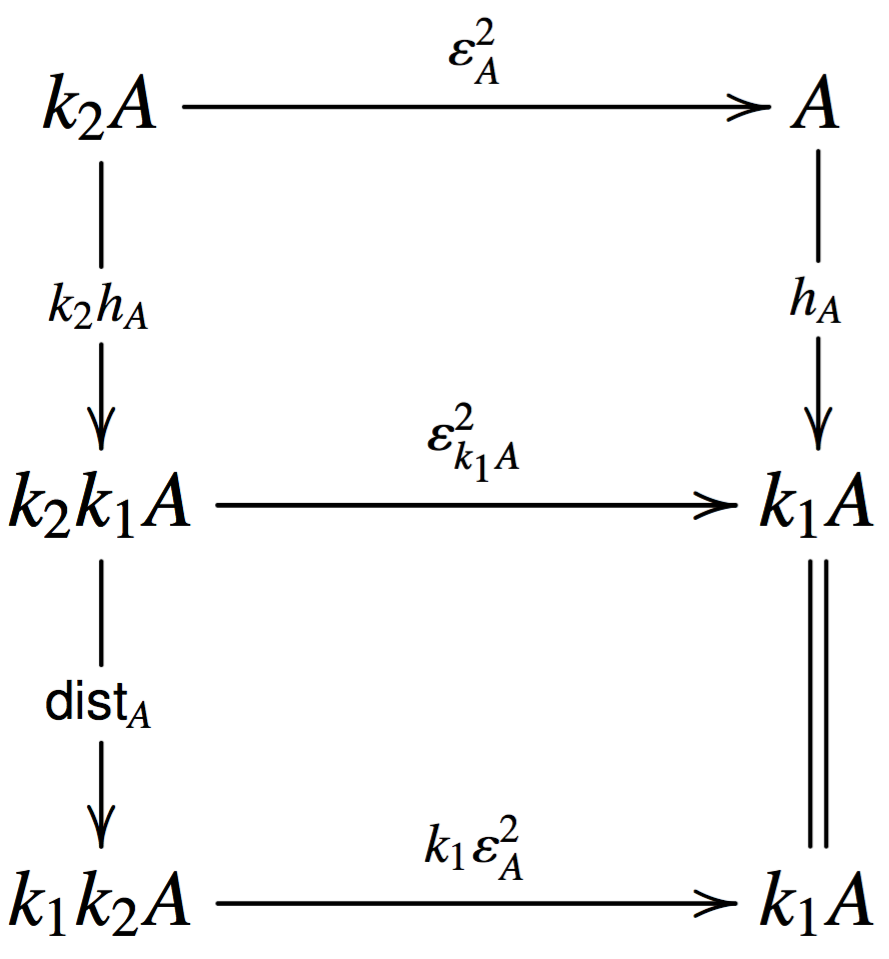 ε²_A
k₂A A
k₂h_A h_A
ε²_{k₁A}
k₂k₁A k₁A
dist_A
k₁ε²_A
k₁k₂A k₁A